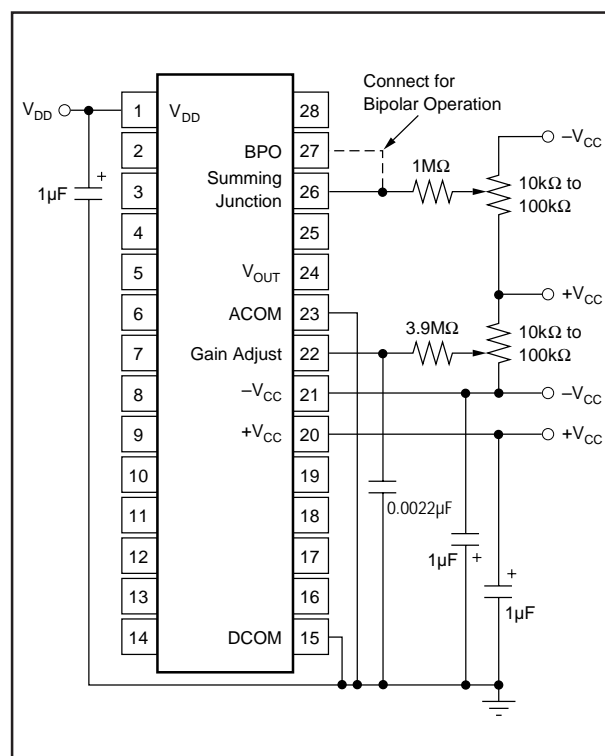 Connect for
Bipolar Operation
V_DD
1
V_DD
28
−V_CC
2
BPO
27
1µF
+
3
Summing
Junction
26
1MΩ
10kΩ to
100kΩ
4
25
5
V_OUT
24
6
ACOM
23
+V_CC
7
Gain Adjust
22
3.9MΩ
10kΩ to
100kΩ
8
−V_CC
21
−V_CC
9
+V_CC
20
+V_CC
10
19
11
18
0.0022µF
12
17
1µF
+
13
16
+
1µF
14
DCOM
15